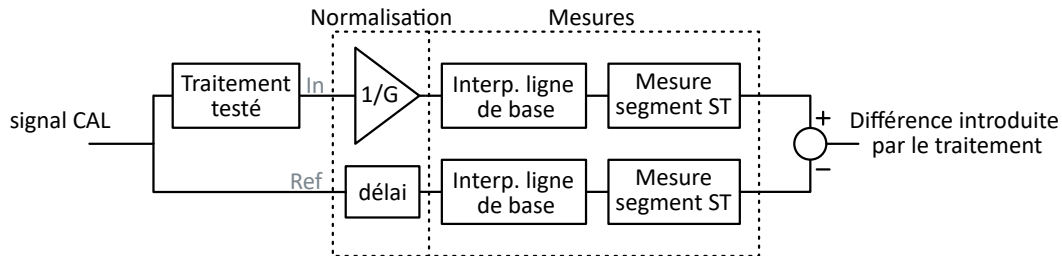 Normalisation
Mesures
signal CAL
Traitement
testé
In
1/G
Interp. ligne
de base
Mesure
segment ST
+
Différence introduite
par le traitement
−
Ref
délai
Interp. ligne
de base
Mesure
segment ST